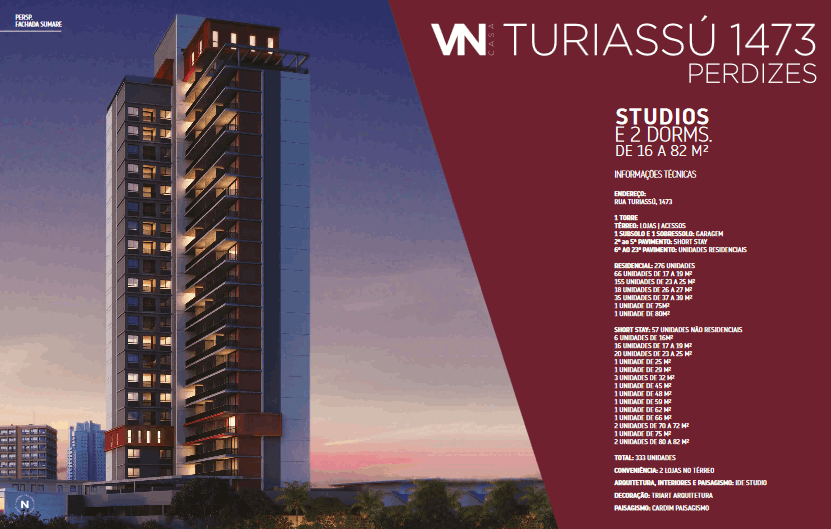 PERSP.
FACHADA SUMARE
VN CASA TURIASSÚ 1473
PERDIZES
STUDIOS
E 2 DORMS.
DE 16 A 82 M²
INFORMAÇÕES TÉCNICAS
ENDEREÇO:
RUA TURIASSÚ, 1473
1 TORRE
TÉRREO: LOJAS | ACESSOS
1 SUBSOLO E 1 SOBRESSOLO: GARAGEM
2º ao 5º PAVIMENTO: SHORT STAY
6º AO 23º PAVIMENTO: UNIDADES RESIDENCIAIS
RESIDENCIAL: 276 UNIDADES
66 UNIDADES DE 17 A 19 M²
155 UNIDADES DE 23 A 25 M²
18 UNIDADES DE 26 A 27 M²
35 UNIDADES DE 37 A 39 M²
1 UNIDADE DE 75M²
1 UNIDADE DE 80M²
SHORT STAY: 57 UNIDADES NÃO RESIDENCIAIS
6 UNIDADES DE 16M²
16 UNIDADES DE 17 A 19 M²
20 UNIDADES DE 23 A 25 M²
1 UNIDADE DE 25 M²
1 UNIDADE DE 29 M²
3 UNIDADES DE 32 M²
1 UNIDADE DE 45 M²
1 UNIDADE DE 48 M²
1 UNIDADE DE 59 M²
1 UNIDADE DE 62 M²
1 UNIDADE DE 66 M²
2 UNIDADES DE 70 A 72 M²
1 UNIDADE DE 75 M²
2 UNIDADES DE 80 A 82 M²
TOTAL: 333 UNIDADES
CONVENIÊNCIA: 2 LOJAS NO TÉRREO
ARQUITETURA, INTERIORES E PAISAGISMO: IDE STUDIO
DECORAÇÃO: TRIART ARQUITETURA
PAISAGISMO: CARDIM PAISAGISMO
N